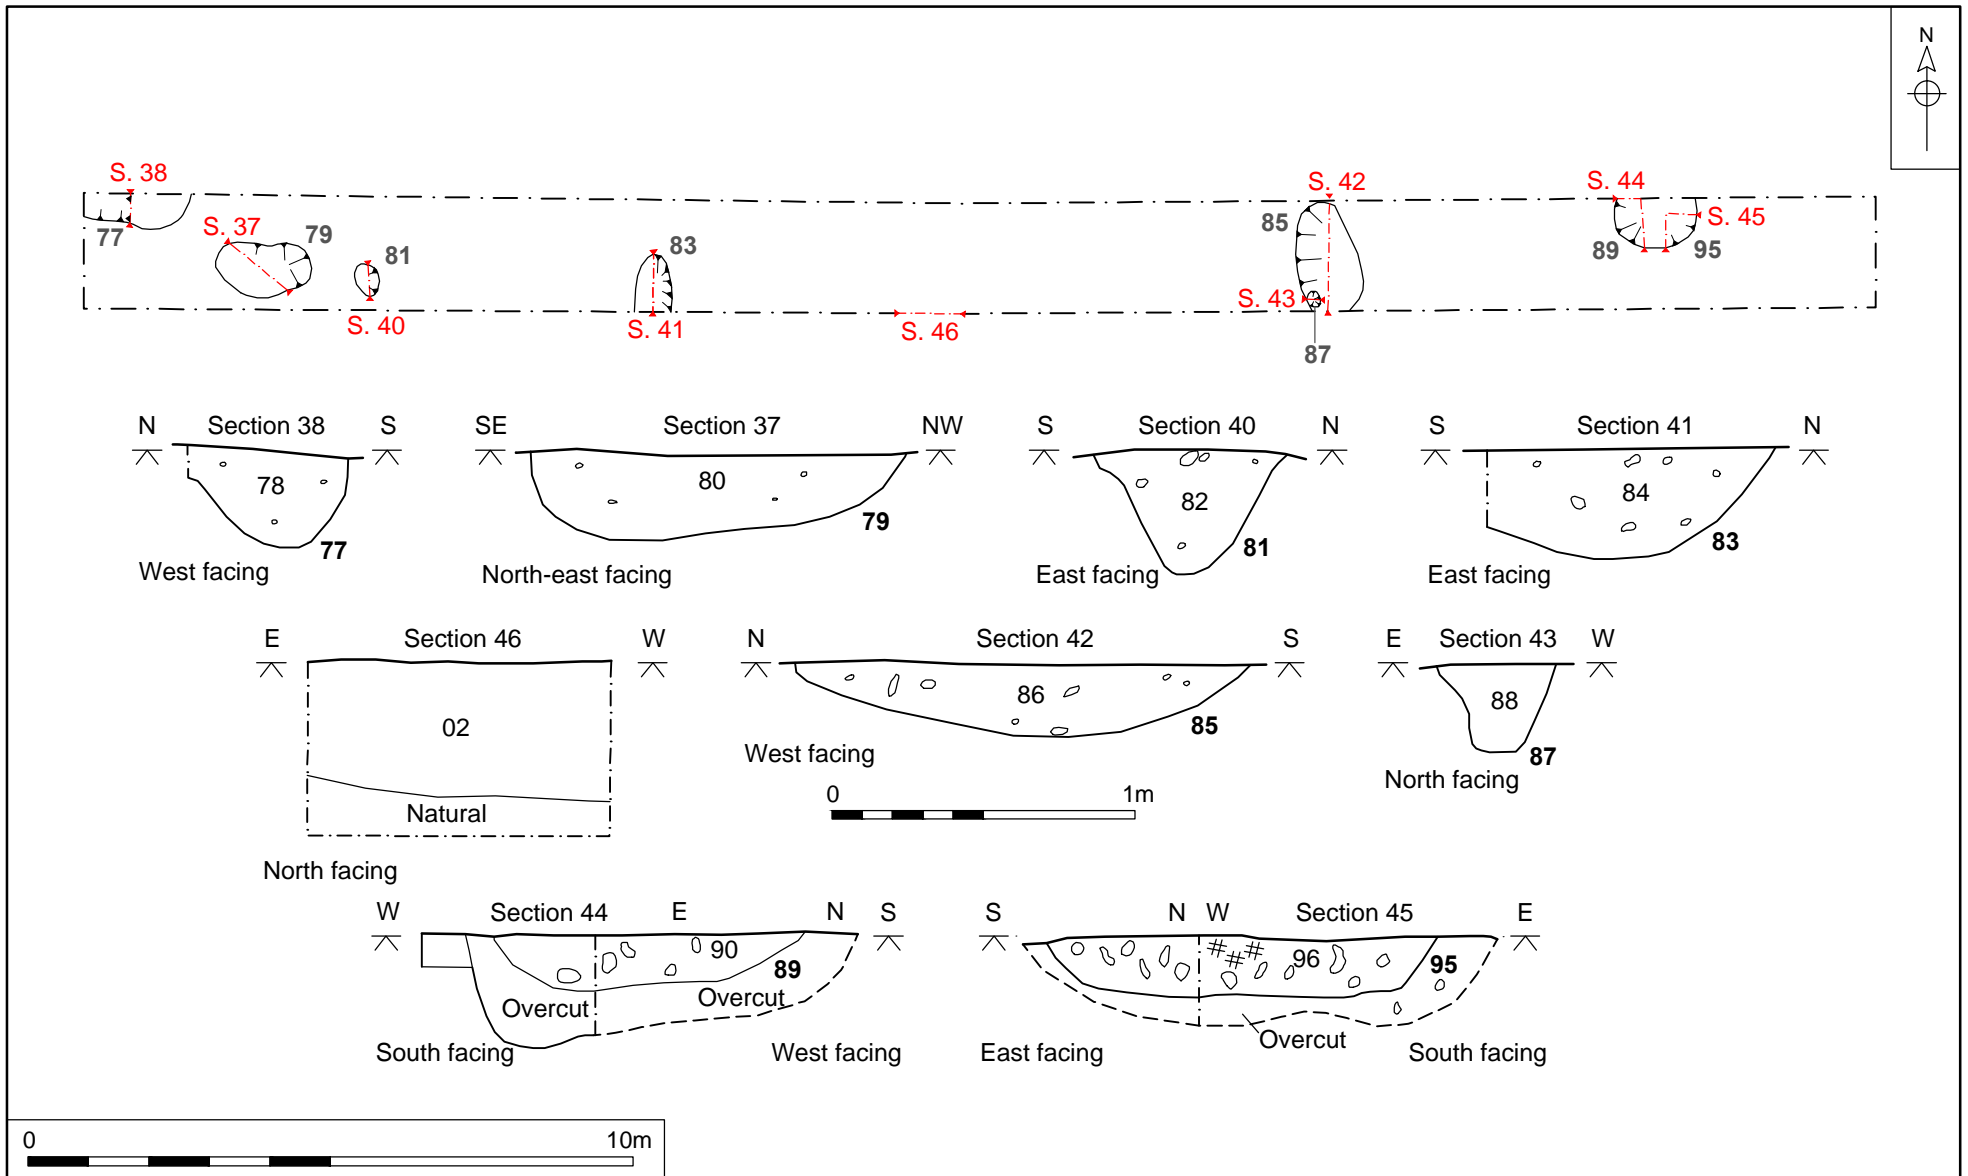 N
S. 38
S. 42
S. 44
77
S. 37
79
81
83
85
S. 45
89
95
S. 43
S. 40
S. 41
S. 46
87
N Section 38 S
SE Section 37 NW
S Section 40 N
S Section 41 N
78
80
82
84
77
79
81
83
West facing
North-east facing
East facing
East facing
E Section 46 W
N Section 42 S
E Section 43 W
02
86
88
85
87
Natural
West facing
North facing
0 1m
North facing
W Section 44 E N S
S N W Section 45 E
90
89
96
95
Overcut
Overcut
Overcut
South facing
West facing
East facing
South facing
0 10m